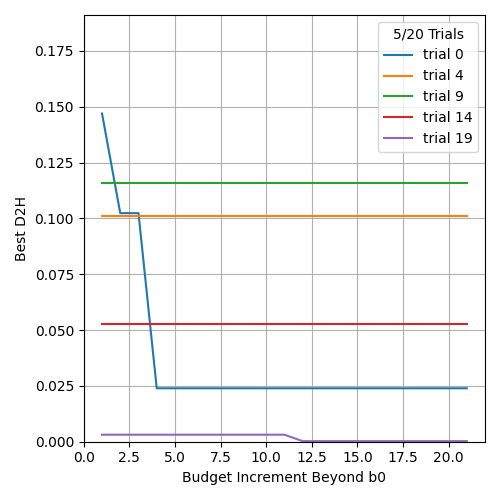 5/20 Trials
trial 0
trial 4
trial 9
trial 14
trial 19
0.175
0.150
0.125
0.100
0.075
0.050
0.025
0.000
Best D2H
0.0 2.5 5.0 7.5 10.0 12.5 15.0 17.5 20.0
Budget Increment Beyond b0